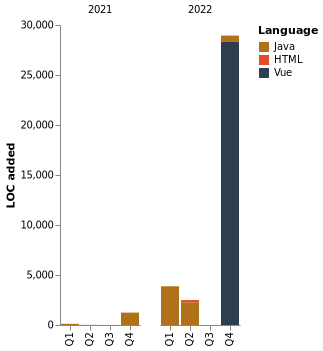 2021 2022
Language
Java
HTML
Vue
30,000
25,000
20,000
15,000
10,000
5,000
0
LOC added
Q1 Q2 Q3 Q4 Q1 Q2 Q3 Q4